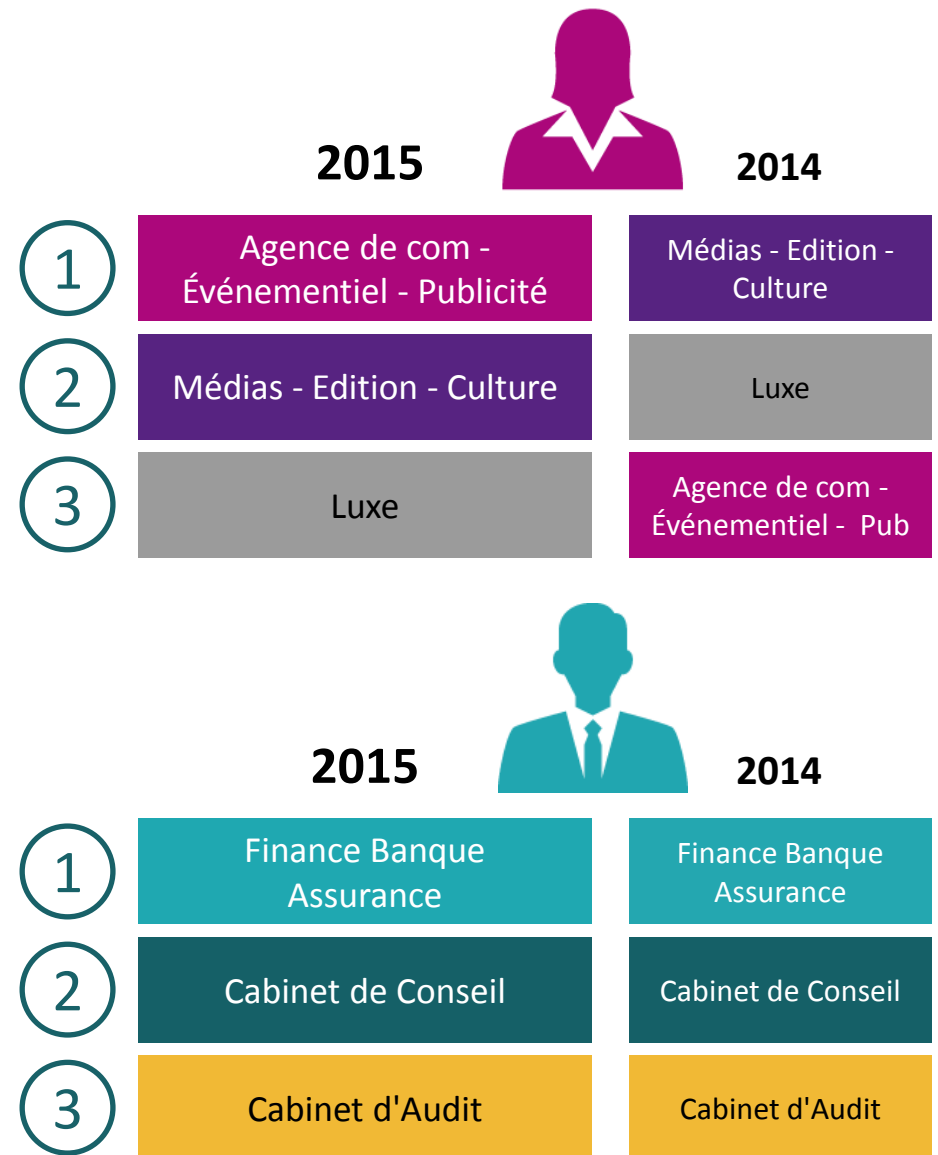 2015
2014
1
Agence de com -
Événementiel - Publicité
Médias - Edition -
Culture
2
Médias - Edition - Culture
Luxe
3
Luxe
Agence de com -
Événementiel - Pub
2015
2014
1
Finance Banque
Assurance
Finance Banque
Assurance
2
Cabinet de Conseil
Cabinet de Conseil
3
Cabinet d'Audit
Cabinet d'Audit